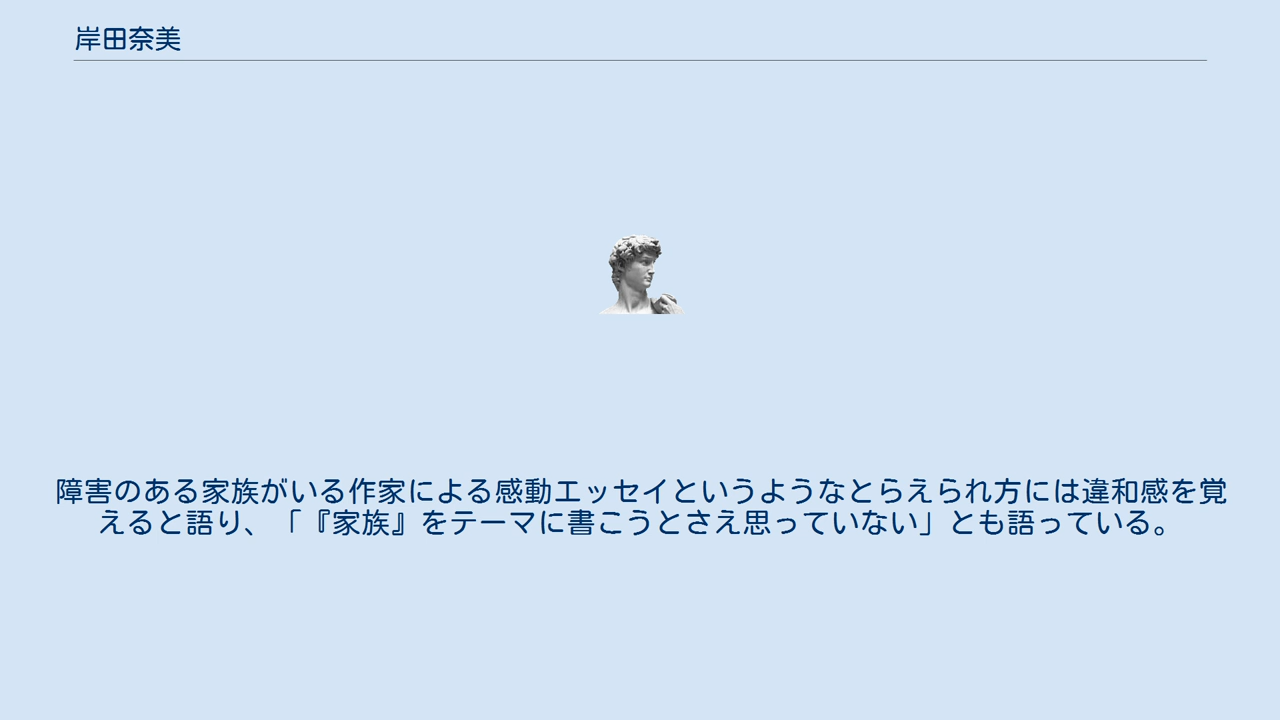 岸田奈美
障害のある家族がいる作家による感動エッセイというようなとらえられ方には違和感を覚
えると語り、「『家族』をテーマに書こうとさえ思っていない」とも語っている。